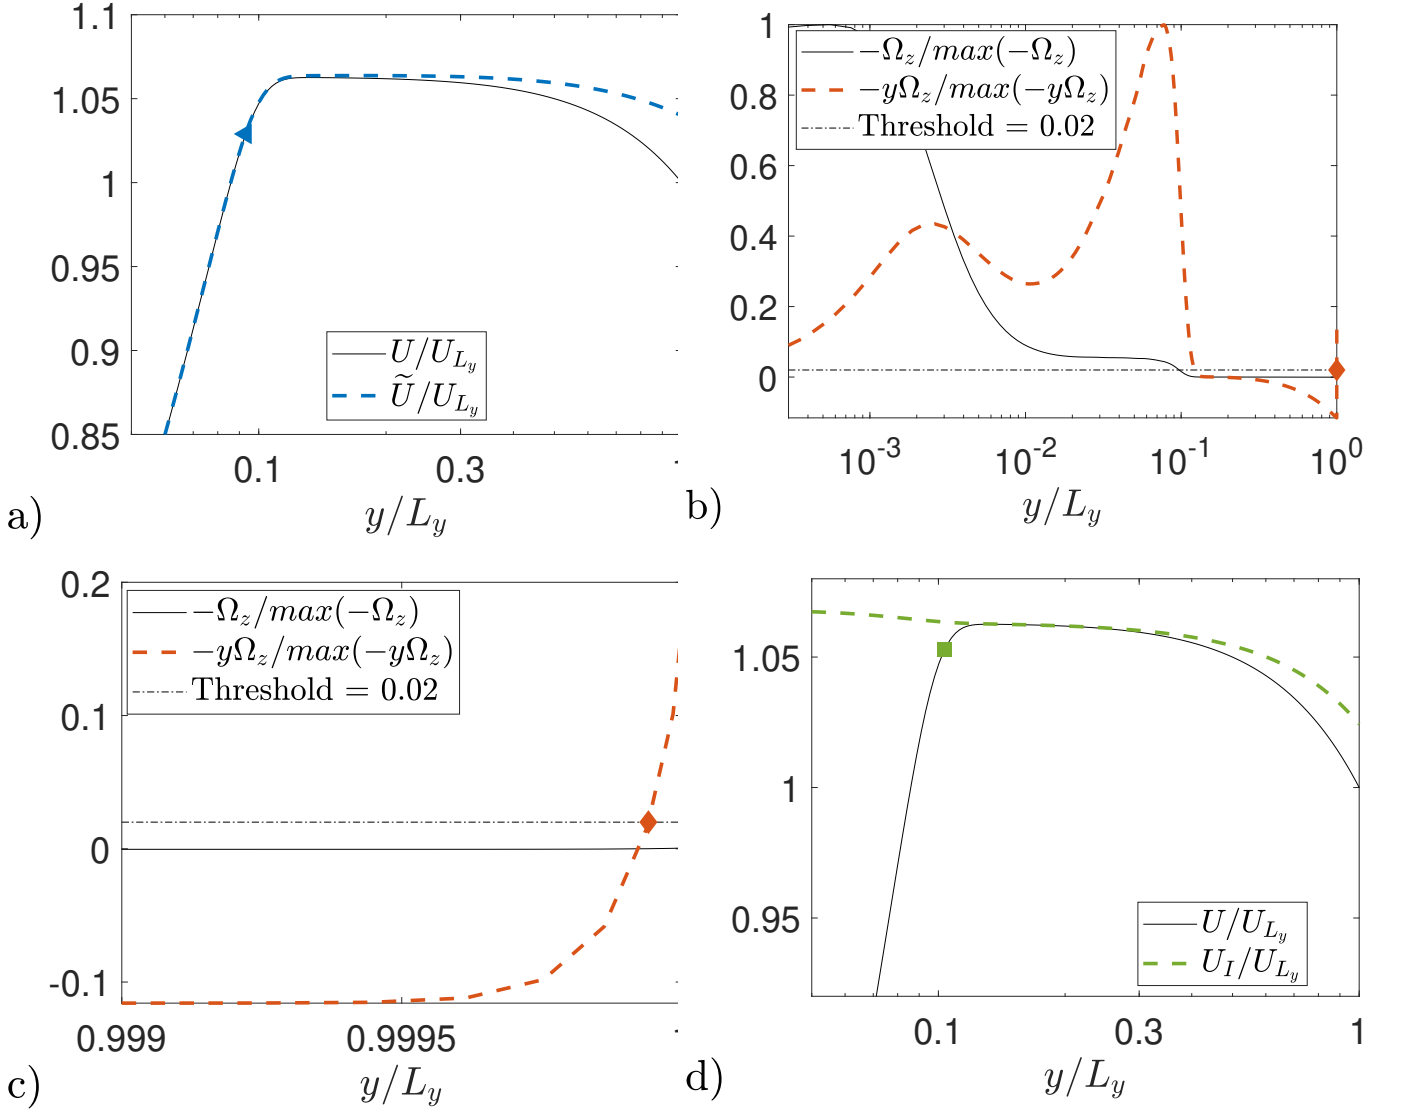 1.1
1.05
1
0.95
0.9
0.85
0.1 0.3
y/L_y
U/U_{L_y}
\widetilde{U}/U_{L_y}
a)
1
0.8
0.6
0.4
0.2
0
10^{-3} 10^{-2} 10^{-1} 10^{0}
y/L_y
−Ω_z/max(−Ω_z)
−yΩ_z/max(−yΩ_z)
Threshold = 0.02
b)
0.2
0.1
0
-0.1
0.999 0.9995
y/L_y
−Ω_z/max(−Ω_z)
−yΩ_z/max(−yΩ_z)
Threshold = 0.02
c)
1.05
1
0.95
0.1 0.3 1
y/L_y
U/U_{L_y}
U_I/U_{L_y}
d)